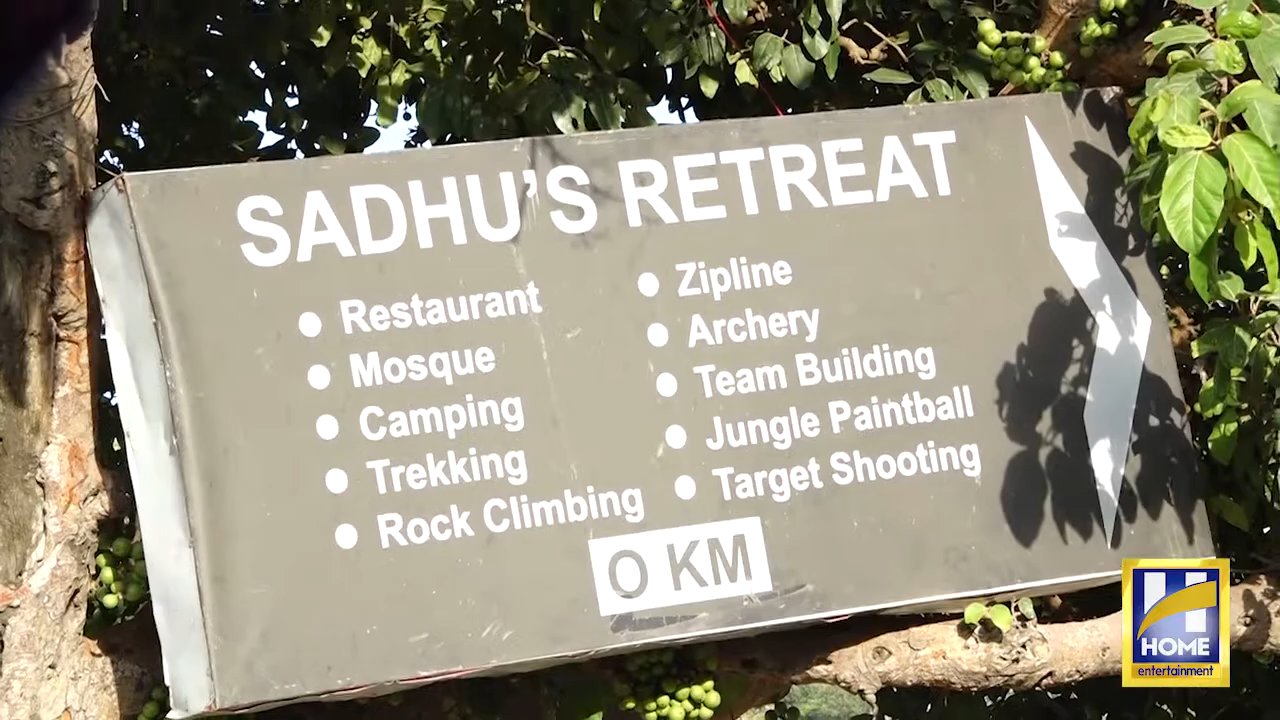 SADHU'S RETREAT
• Restaurant
• Mosque
• Camping
• Trekking
• Rock Climbing
• Zipline
• Archery
• Team Building
• Jungle Paintball
• Target Shooting
0 KM
H
HOME
entertainment